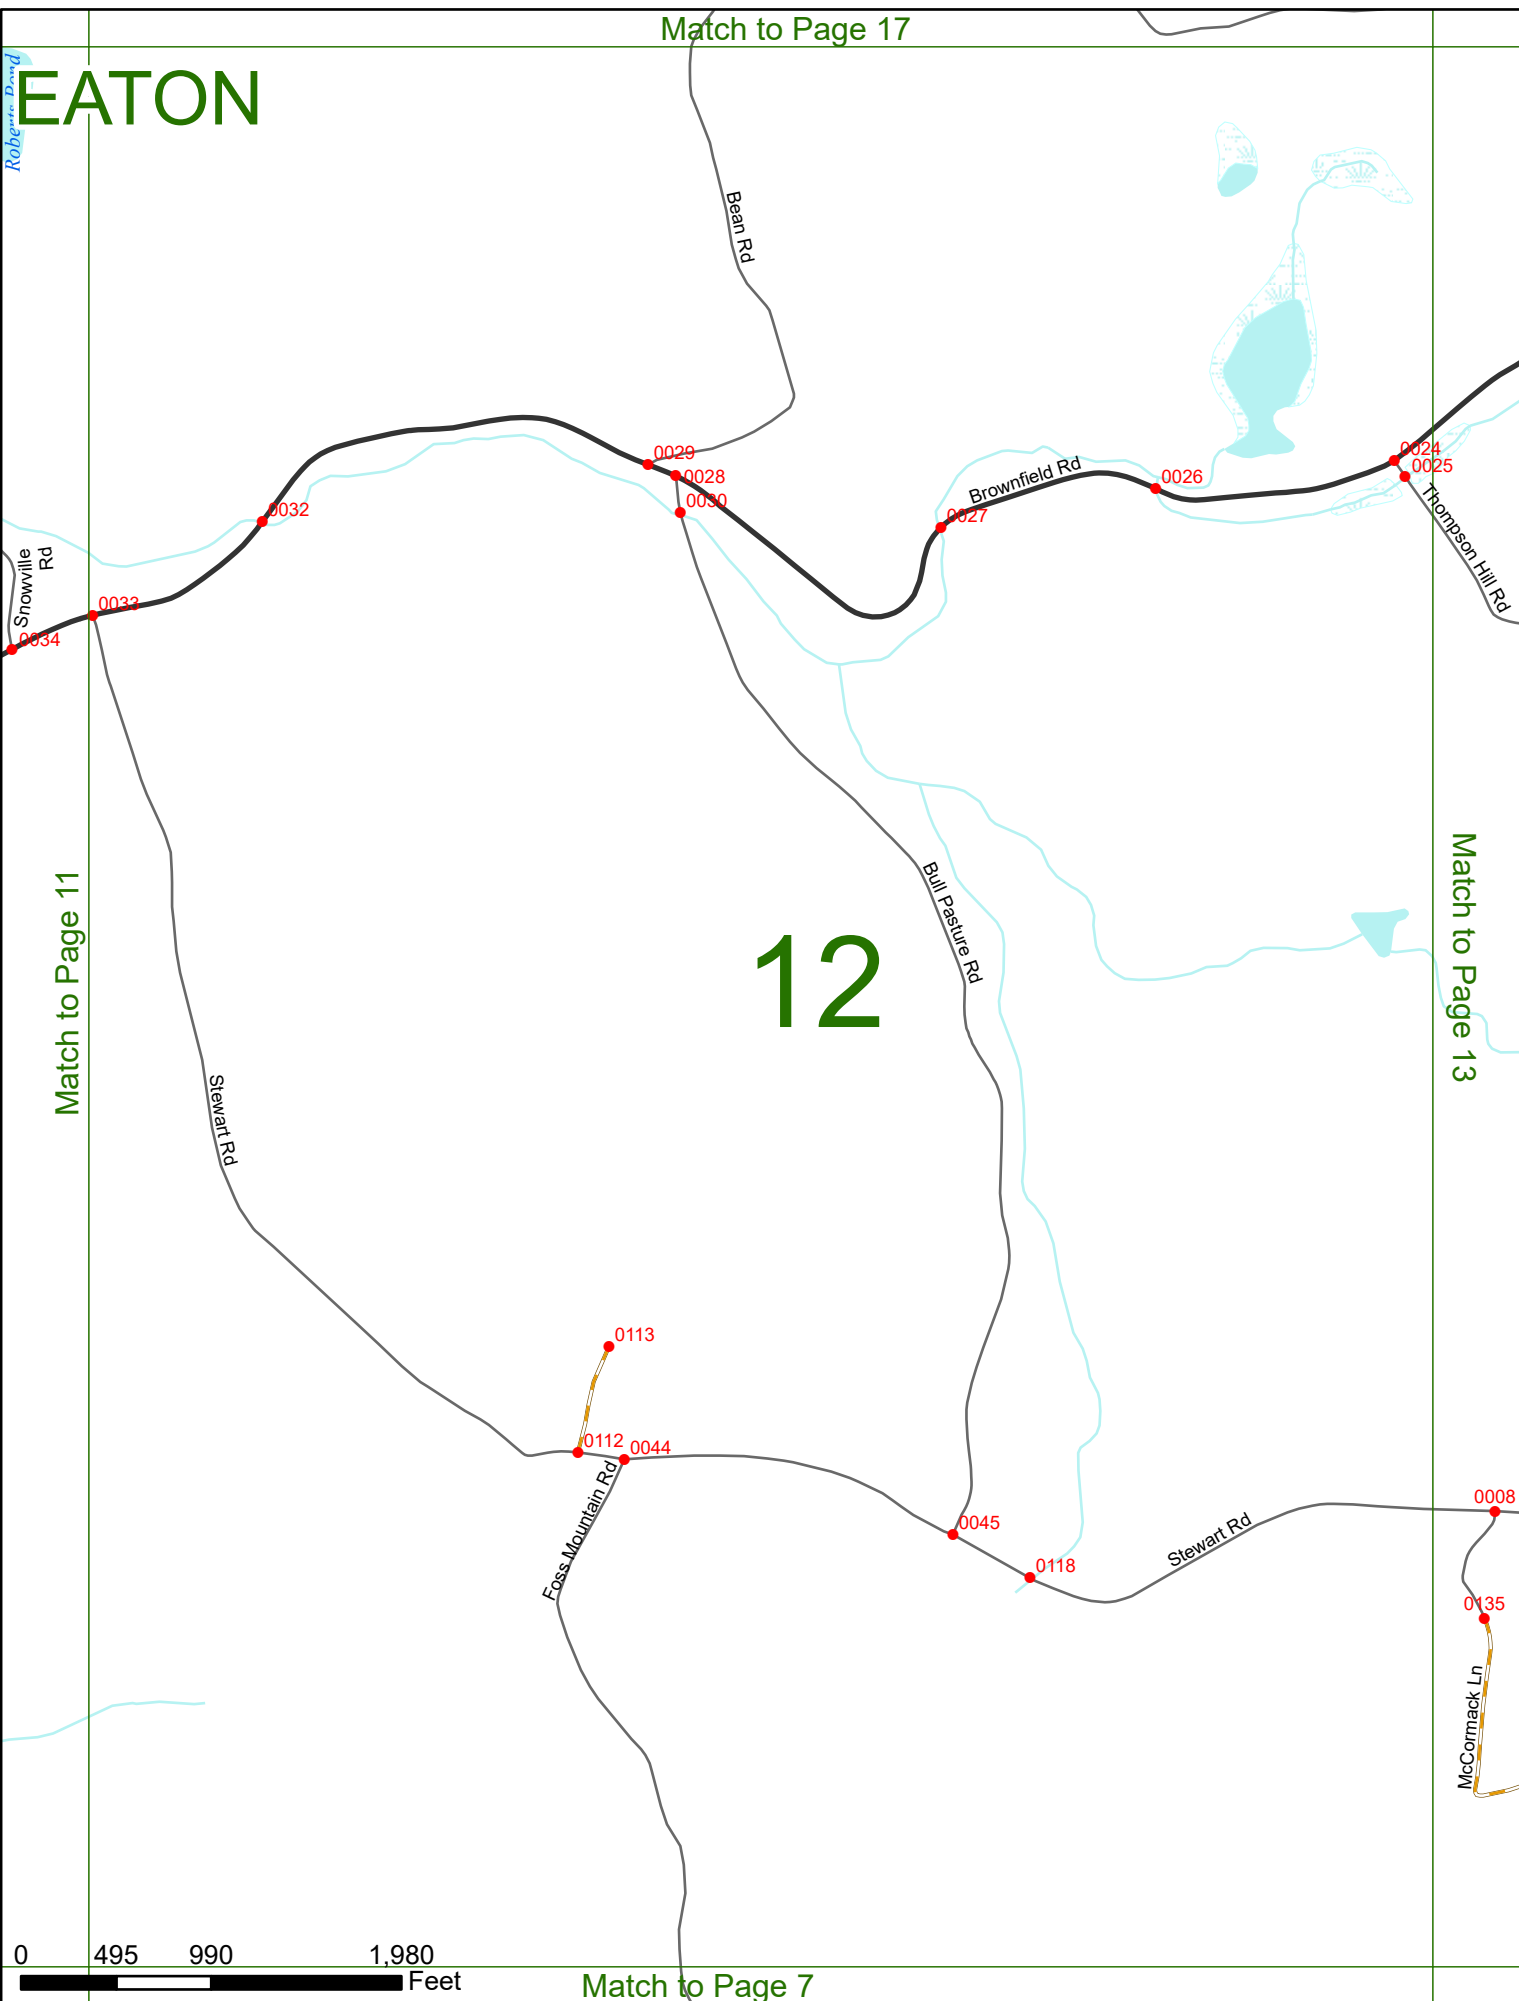 Match to Page 17
EATON
Roberts Pond
Bean Rd
0029
0028
0030
0032
0033
0034
Snowville
Rd
Brownfield Rd
0027
0026
0024
0025
Thompson Hill Rd
Match to Page 11
12
Bull Pasture Rd
Match to Page 13
Stewart Rd
0113
0112
0044
Foss Mountain Rd
0045
0118
Stewart Rd
0008
0135
McCormack Ln
0 495 990 1,980
Feet
Match to Page 7